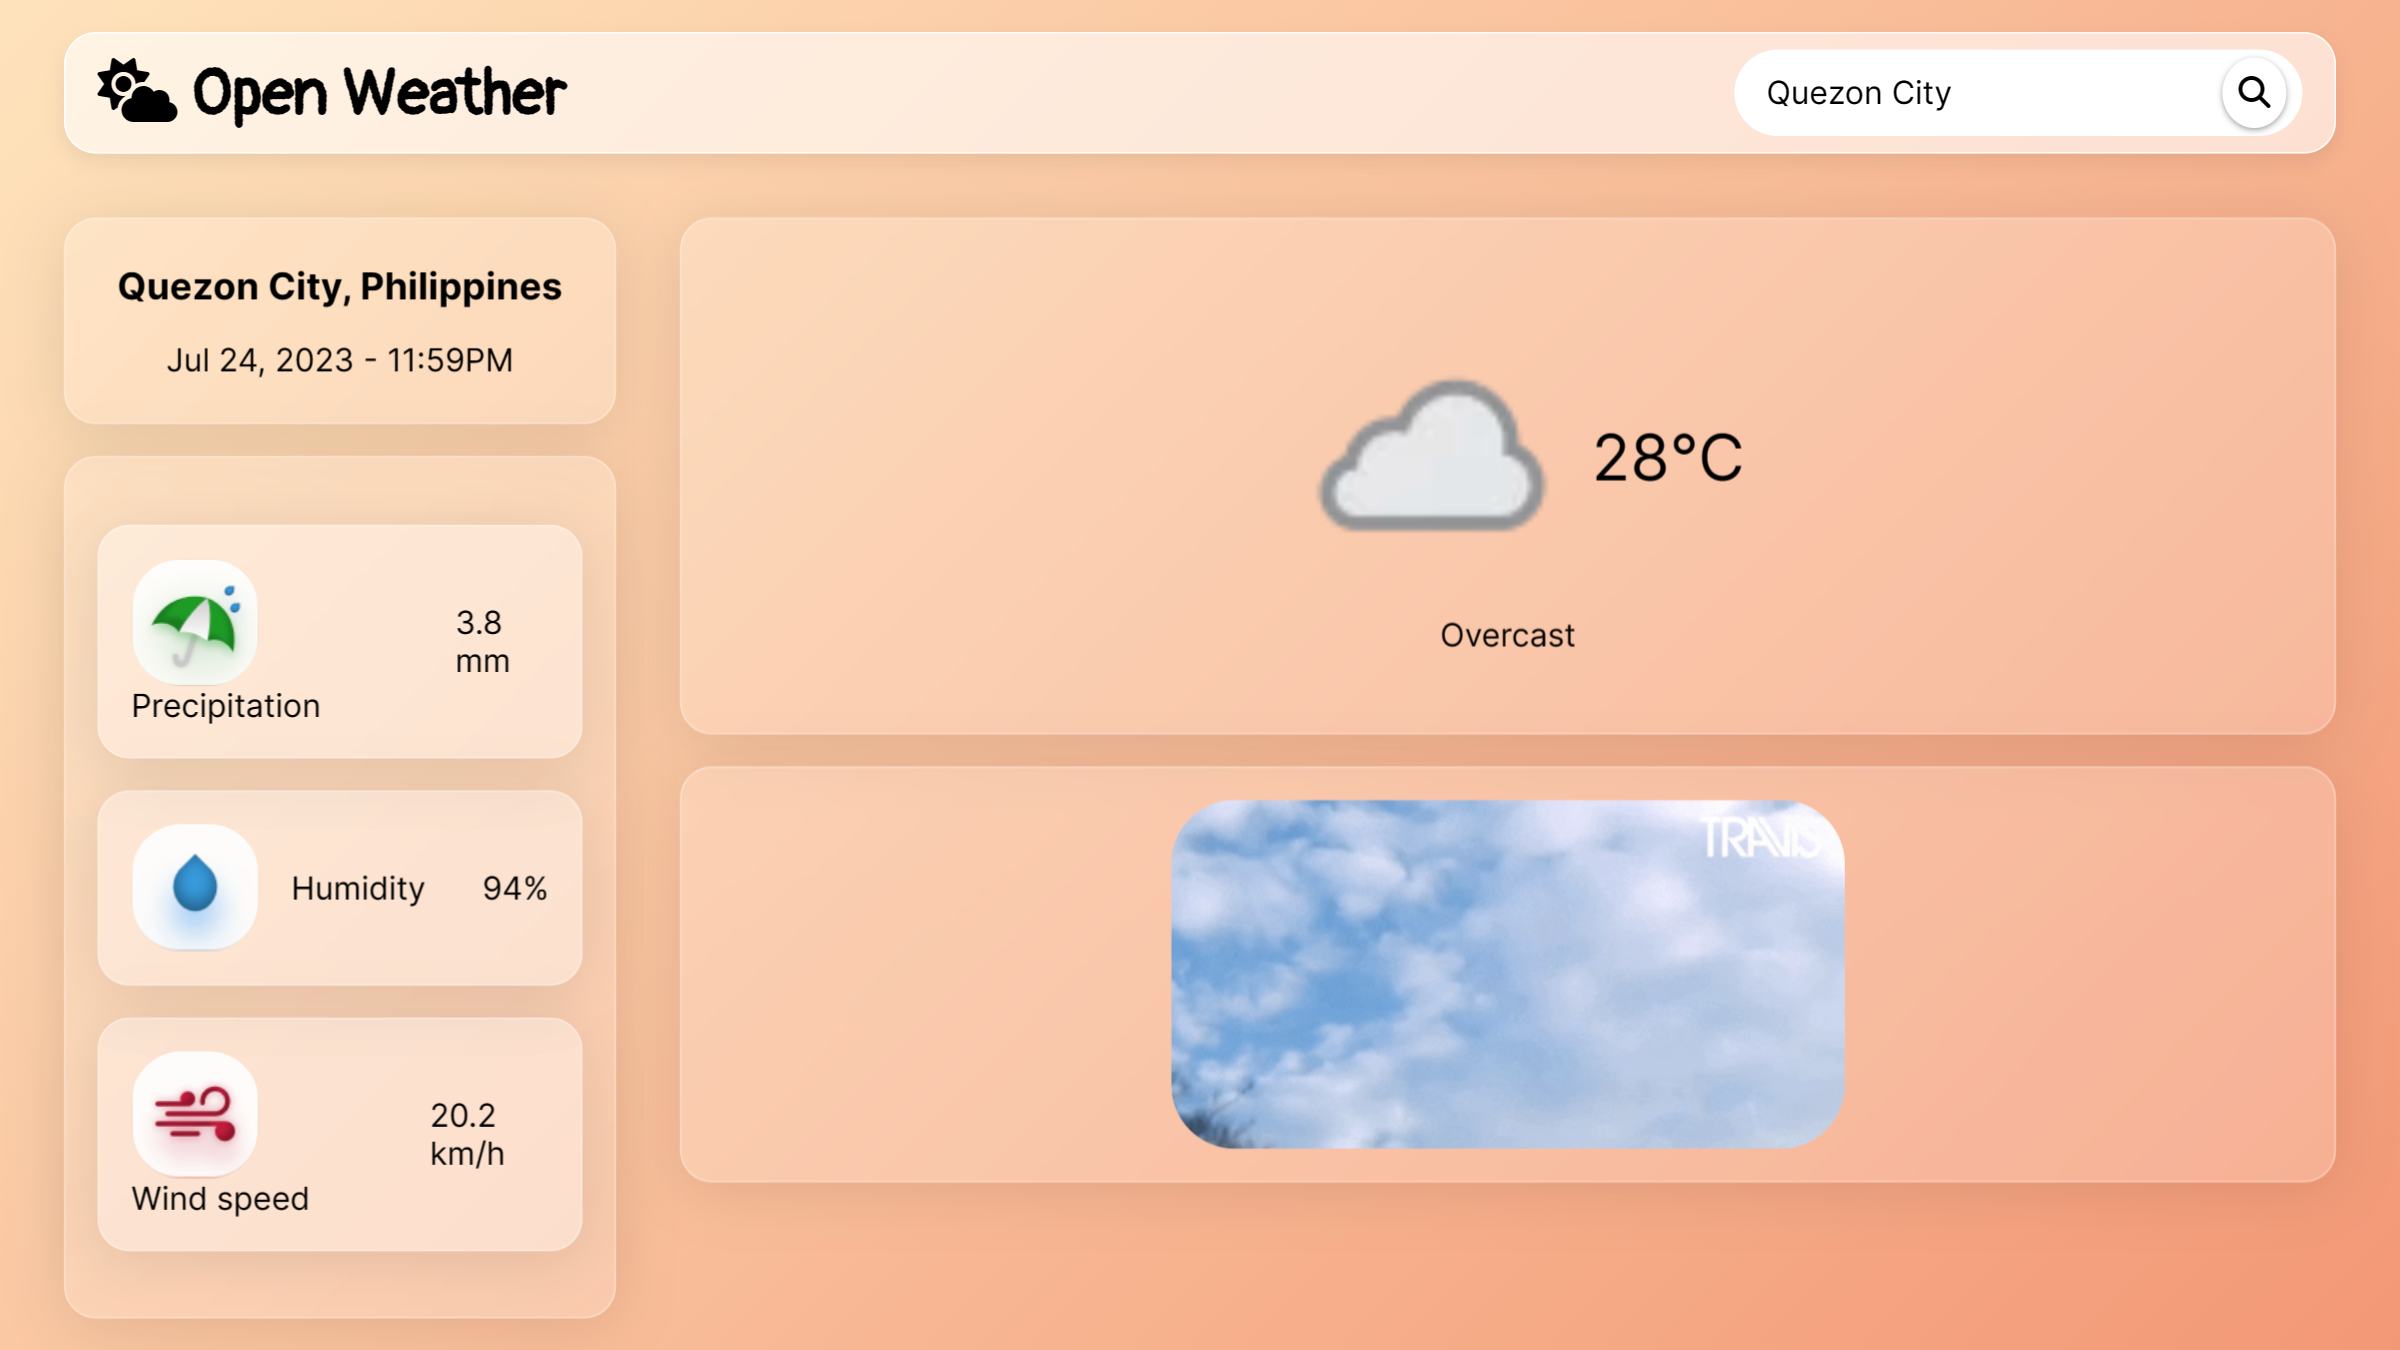 Open Weather
Quezon City
Quezon City, Philippines
Jul 24, 2023 - 11:59PM
3.8
mm
Precipitation
Humidity 94%
20.2
km/h
Wind speed
28°C
Overcast
TRAVIS